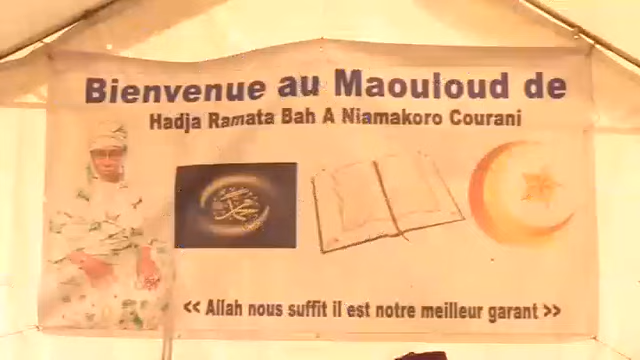 Bienvenue au Maouloud de
Hadja Ramata Bah A Niamakoro Courani
<< Allah nous suffit il est notre meilleur garant >>